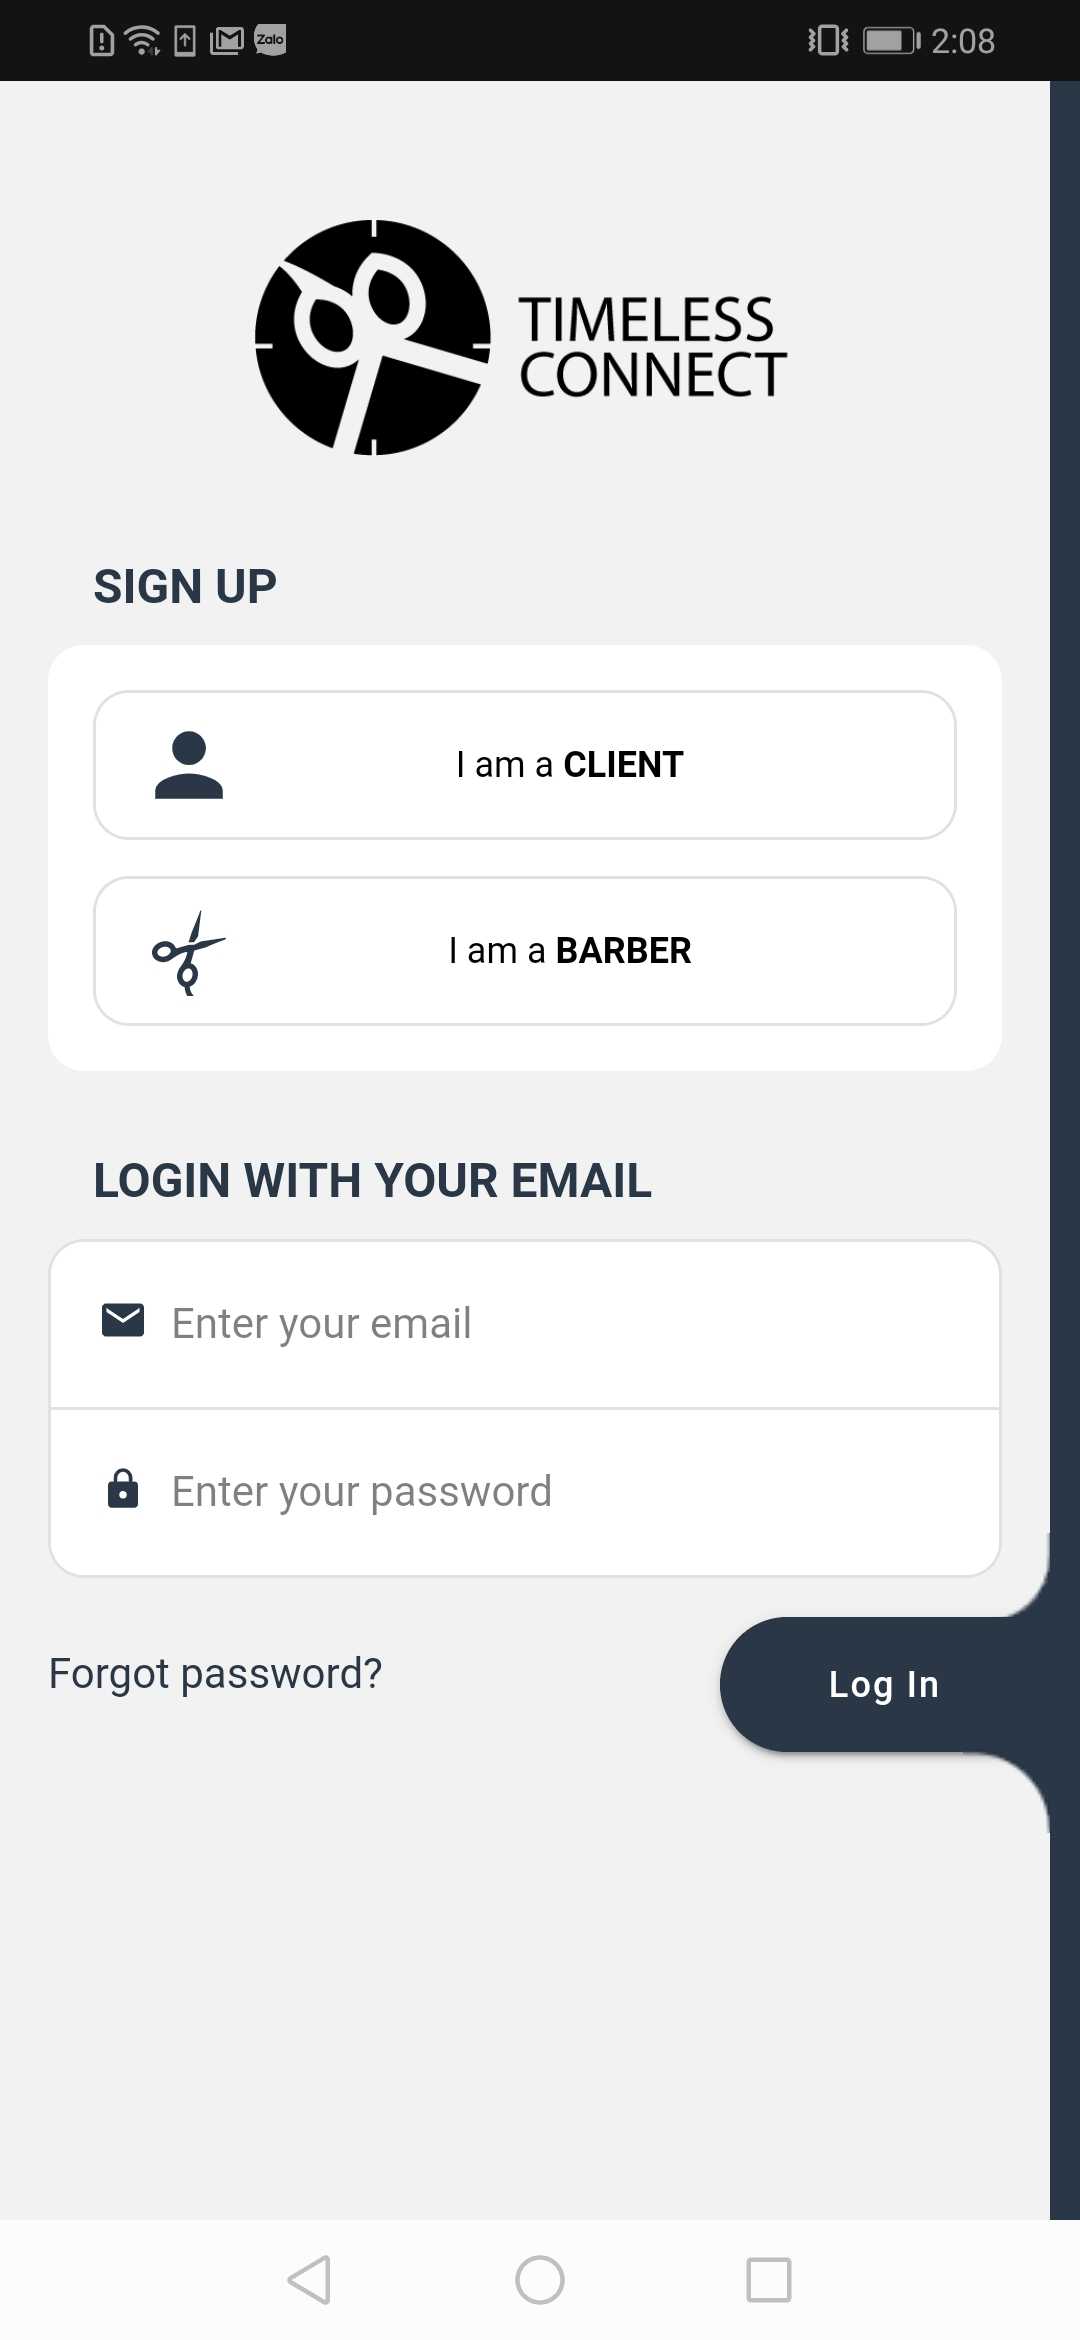 Zalo
2:08
TIMELESS
CONNECT
SIGN UP
I am a CLIENT
I am a BARBER
LOGIN WITH YOUR EMAIL
Enter your email
Enter your password
Forgot password?
Log In